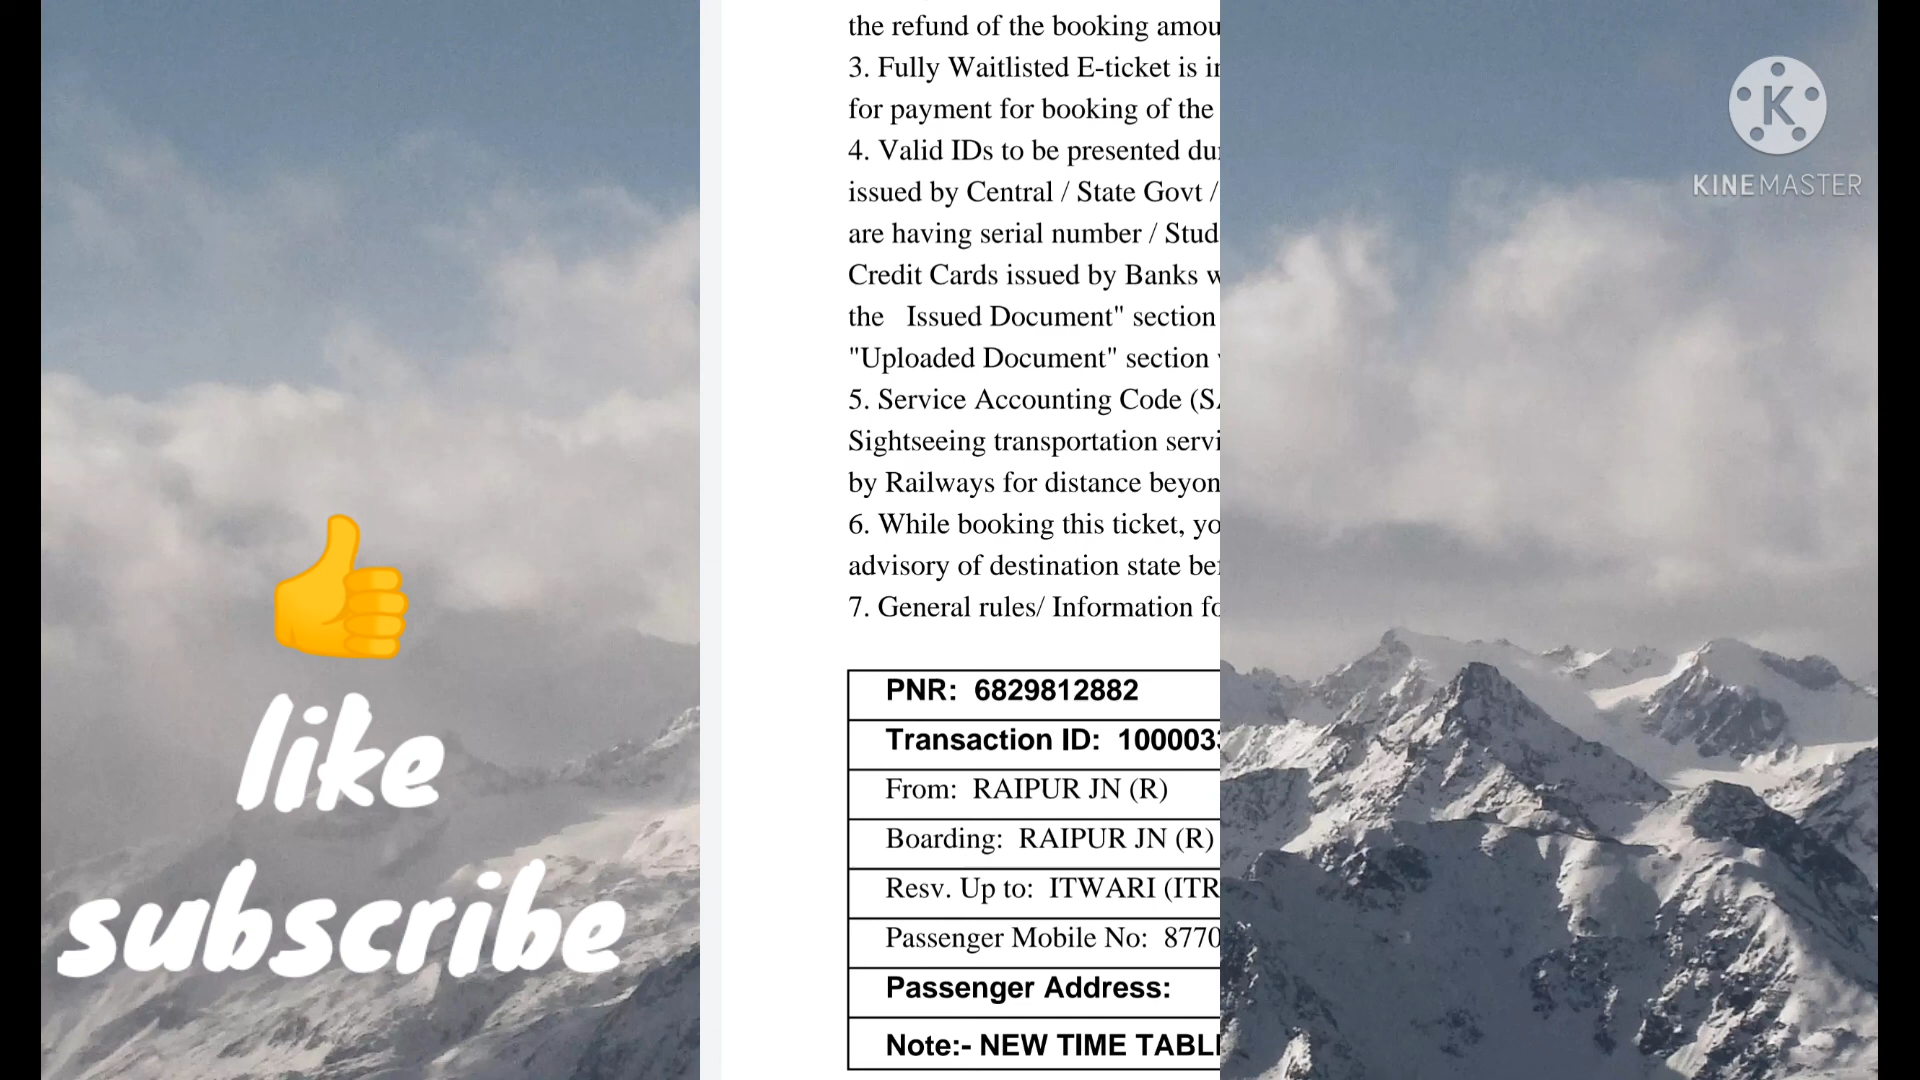 the refund of the booking amou
3. Fully Waitlisted E-ticket is
for payment for booking of the
4. Valid IDs to be presented
issued by Central / State Govt /
are having serial number / Stud
Credit Cards issued by Banks
the Issued Document" section
"Uploaded Document" section
5. Service Accounting Code
Sightseeing transportation servi
by Railways for distance beyon
6. While booking this ticket, yo
advisory of destination state
7. General rules/ Information fo
PNR: 6829812882
Transaction ID: 100003
From: RAIPUR JN (R)
Boarding: RAIPUR JN (R)
Resv. Up to: ITWARI (ITR
Passenger Mobile No: 8770
Passenger Address:
Note:- NEW TIME TABL
like
subscribe
K
KINEMASTER